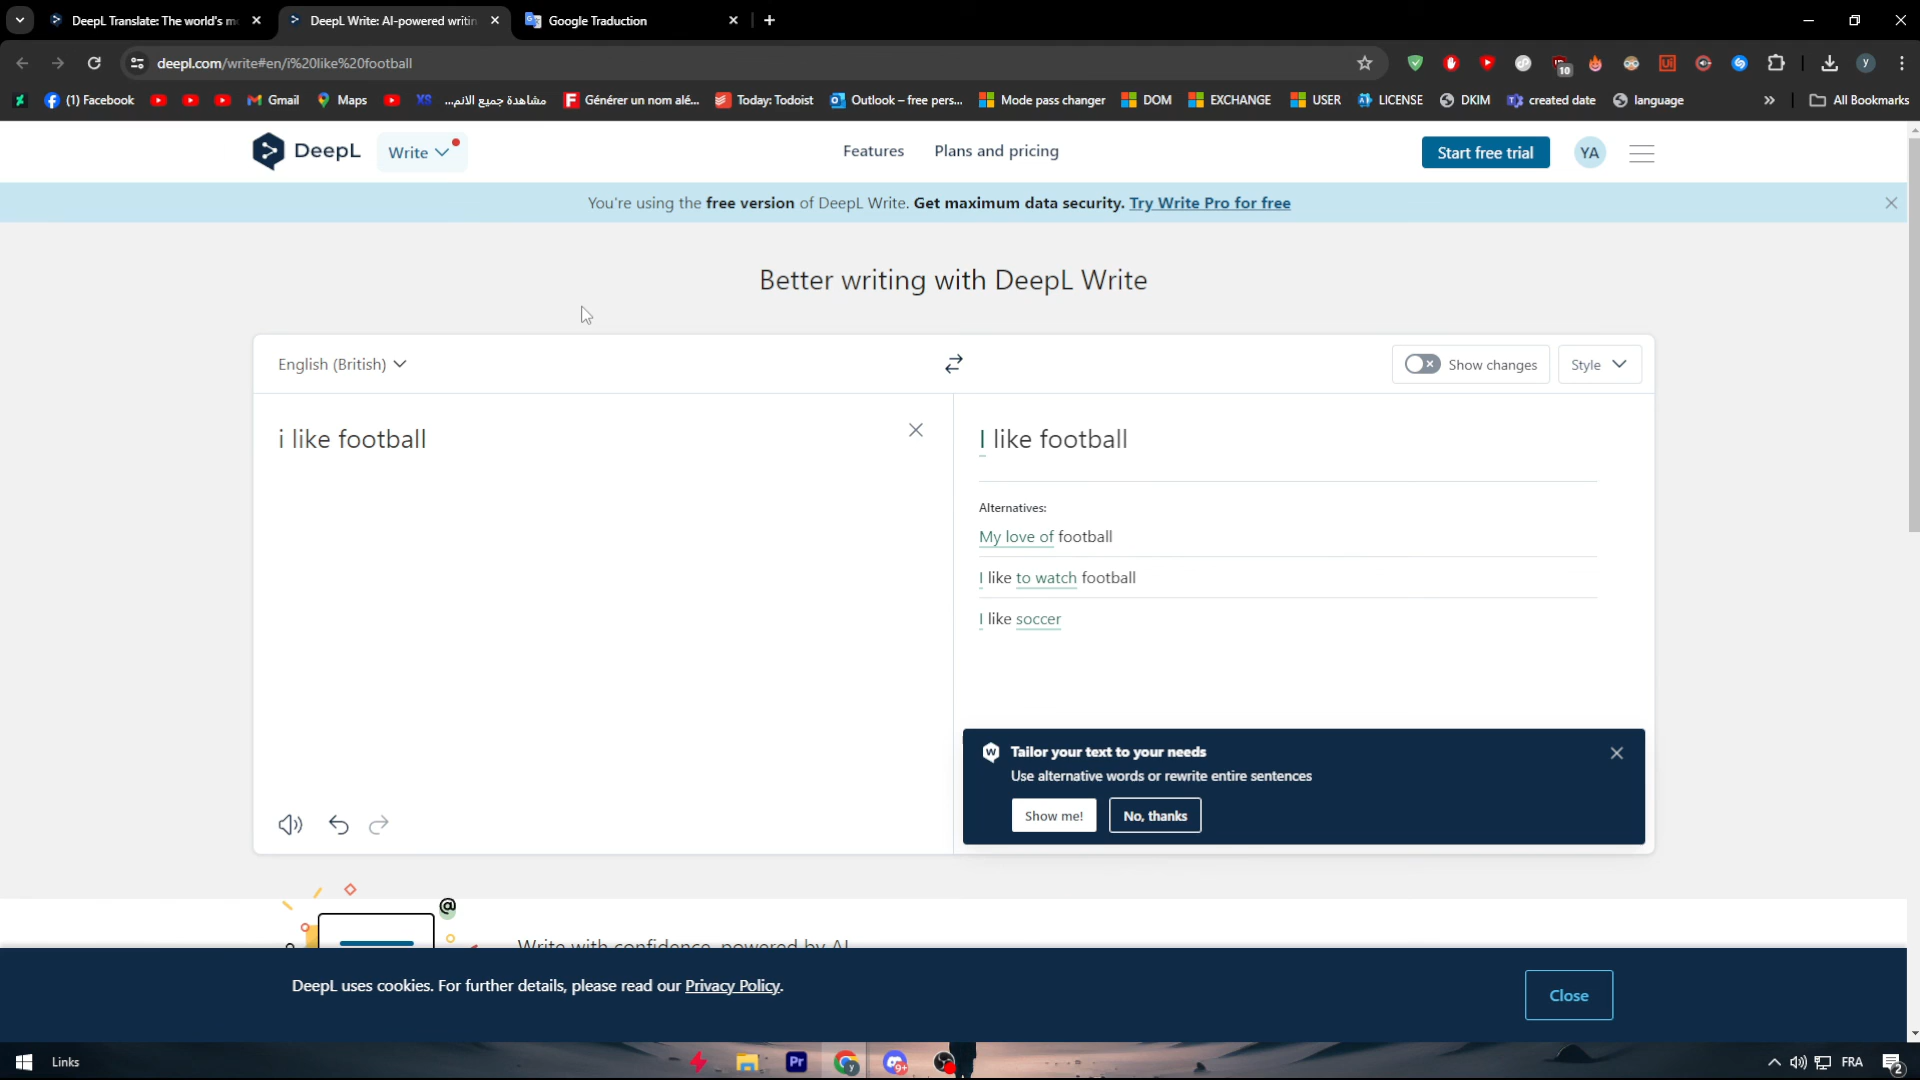 DeepL Translate: The world's m
DeepL Write: AI-powered writin
Google Traduction
deepl.com/write#en/i%20like%20football
10
(1) Facebook
Gmail
Maps
XS
مشاهدة جميع الانم...
Générer un nom alé...
Today: Todoist
Outlook – free pers...
Mode pass changer
DOM
EXCHANGE
USER
LICENSE
DKIM
created date
language
All Bookmarks
DeepL
Write
Features
Plans and pricing
Start free trial
YA
You're using the free version of DeepL Write. Get maximum data security. Try Write Pro for free
Better writing with DeepL Write
English (British)
Show changes
Style
i like football
I like football
Alternatives:
My love of football
I like to watch football
I like soccer
Tailor your text to your needs
Use alternative words or rewrite entire sentences
Show me!
No, thanks
@
Write with confidence, powered by AI
DeepL uses cookies. For further details, please read our Privacy Policy.
Close
Links
Pr
FRA
2